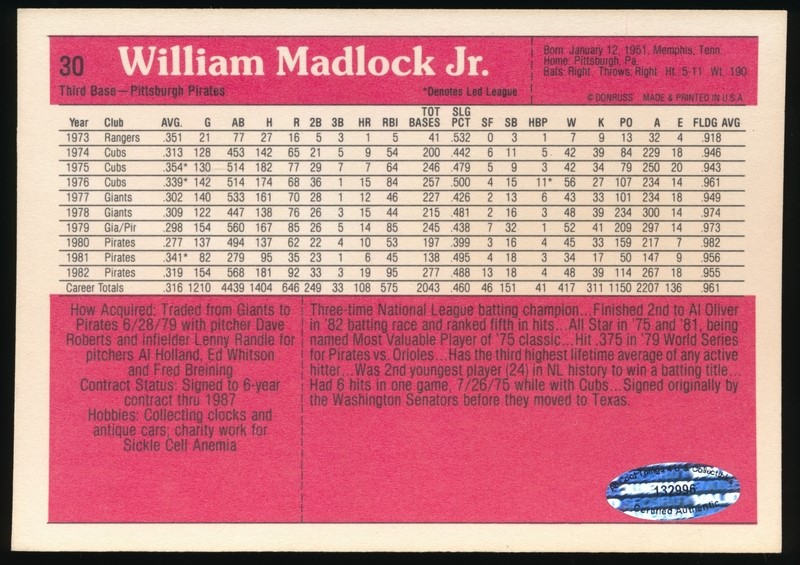 30 William Madlock Jr.
Third Base—Pittsburgh Pirates *Denotes Led League
Born: January 12, 1951, Memphis, Tenn.
Home: Pittsburgh, Pa.
Bats: Right Throws: Right Ht. 5-11 Wt. 190
© DONRUSS MADE & PRINTED IN U.S.A.
Year Club AVG. G AB H R 2B 3B HR RBI TOT BASES SLG PCT SF SB HBP W K PO A E FLDG AVG
1973 Rangers .351 21 77 27 16 5 3 1 5 41 .532 0 3 1 7 9 13 32 4 .918
1974 Cubs .313 128 453 142 65 21 5 9 54 200 .442 6 11 5 42 39 84 229 18 .946
1975 Cubs .354* 130 514 182 77 29 7 7 64 246 .479 5 9 3 42 34 79 250 20 .943
1976 Cubs .339* 142 514 174 68 36 1 15 84 257 .500 4 15 11* 56 27 107 234 14 .961
1977 Giants .302 140 533 161 70 28 1 12 46 227 .426 2 13 6 43 33 101 234 18 .949
1978 Giants .309 122 447 138 76 26 3 15 44 215 .481 2 16 3 48 39 234 300 14 .974
1979 Gia/Pir .298 154 560 167 85 26 5 14 85 245 .438 7 32 1 52 41 209 297 14 .973
1980 Pirates .277 137 494 137 62 22 4 10 53 197 .399 3 16 4 45 33 159 217 7 .982
1981 Pirates .341* 82 279 95 35 23 1 6 45 138 .495 4 18 3 34 17 50 147 9 .956
1982 Pirates .319 154 568 181 92 33 3 19 95 277 .488 13 18 4 48 39 114 267 18 .955
Career Totals .316 1210 4439 1404 646 249 33 108 575 2043 .460 46 151 41 417 311 1150 2207 136 .961
How Acquired: Traded from Giants to
Pirates 6/28/79 with pitcher Dave
Roberts and infielder Lenny Randle for
pitchers Al Holland, Ed Whitson
and Fred Breining
Contract Status: Signed to 6-year
contract thru 1987
Hobbies: Collecting clocks and
antique cars; charity work for
Sickle Cell Anemia
Three-time National League batting champion...Finished 2nd to Al Oliver
in '82 batting race and ranked fifth in hits...All Star in '75 and '81, being
named Most Valuable Player of '75 classic...Hit .375 in '79 World Series
for Pirates vs. Orioles...Has the third highest lifetime average of any active
hitter...Was 2nd youngest player (24) in NL history to win a batting title...
Had 6 hits in one game, 7/26/75 while with Cubs...Signed originally by
the Washington Senators before they moved to Texas.
132996
Certified Authentic